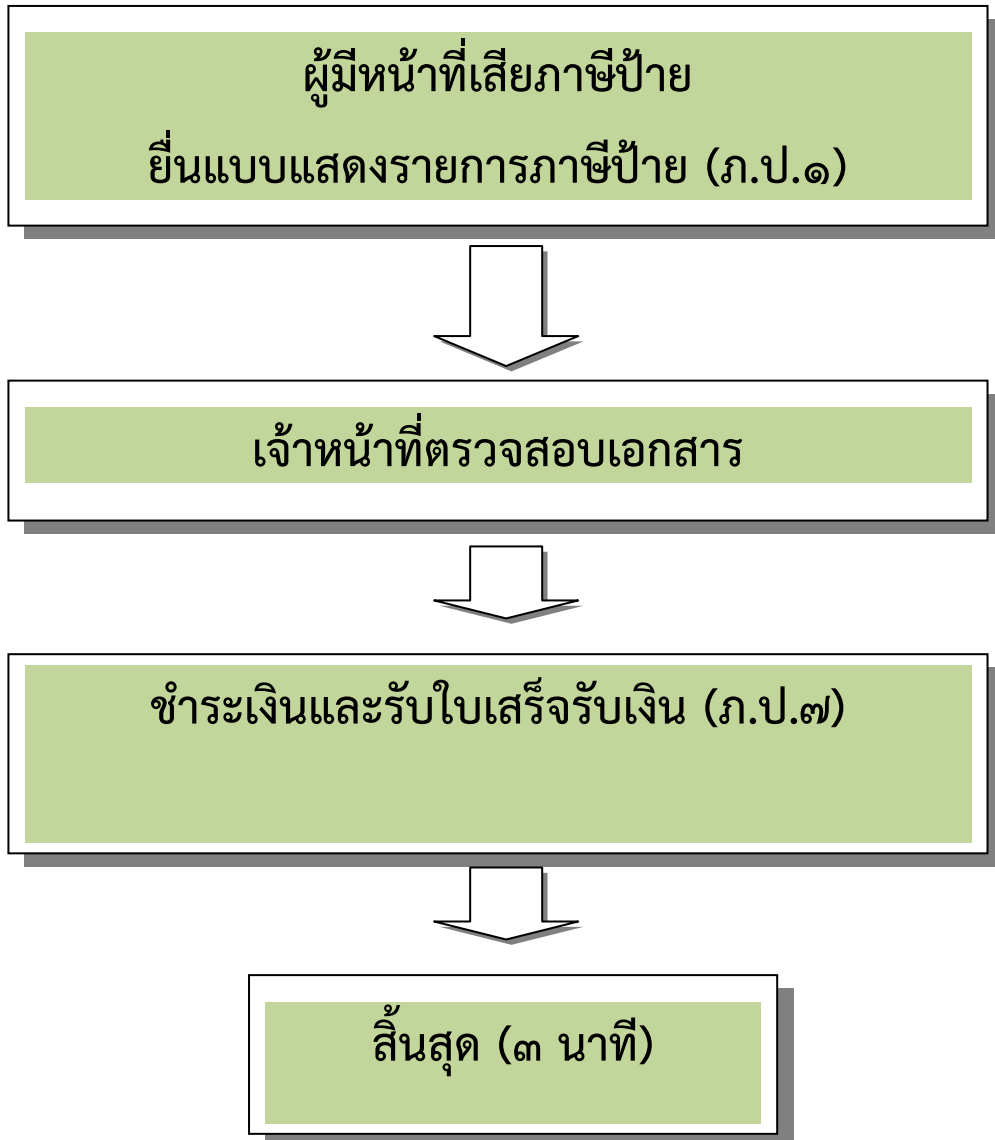 ผู้มีหน้าที่เสียภาษีป้าย
ยื่นแบบแสดงรายการภาษีป้าย (ภ.ป.๑)
เจ้าหน้าที่ตรวจสอบเอกสาร
ชำระเงินและรับใบเสร็จรับเงิน (ภ.ป.๗)
สิ้นสุด (๓ นาที)